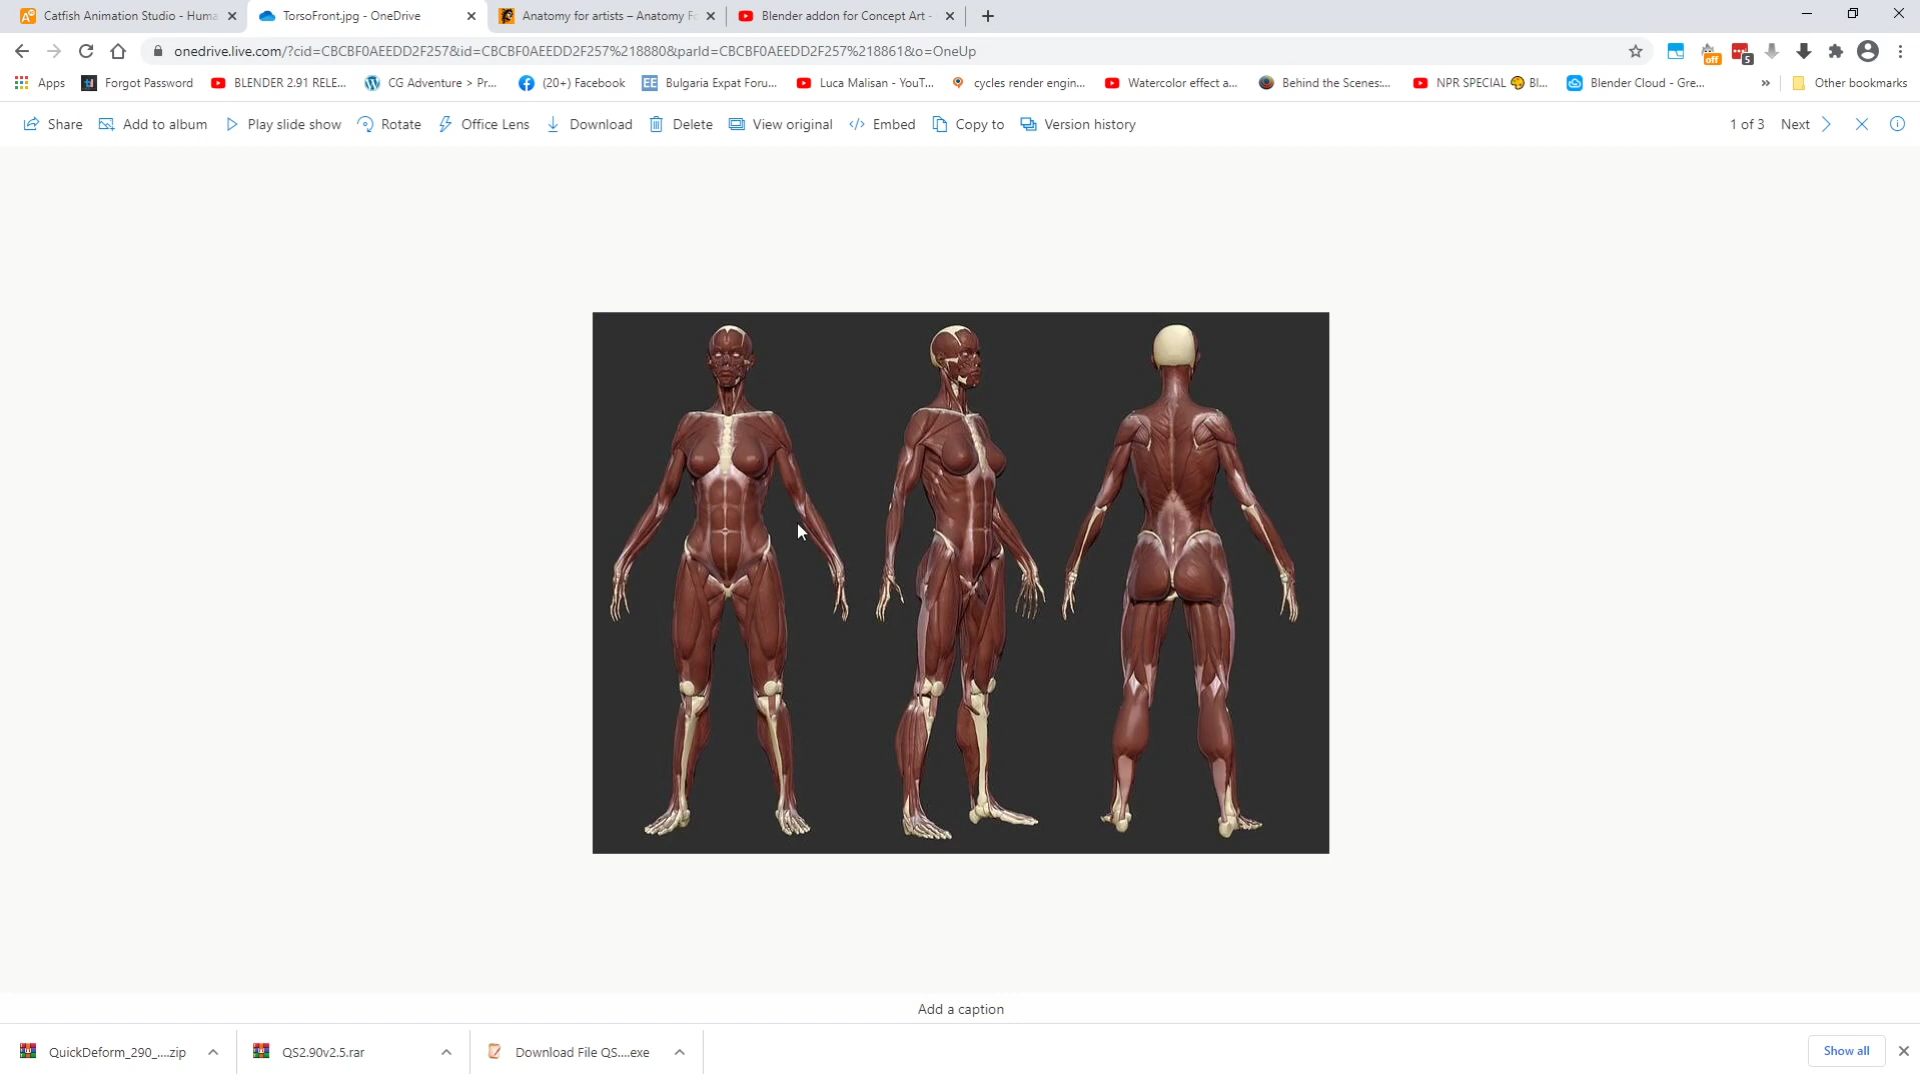 Catfish Animation Studio - Huma
TorsoFront.jpg - OneDrive
Anatomy for artists – Anatomy Fo
Blender addon for Concept Art -
onedrive.live.com/?cid=CBCBF0AEEDD2F257&id=CBCBF0AEEDD2F257%218880&parId=CBCBF0AEEDD2F257%218861&o=OneUp
off
5
Apps
Forgot Password
BLENDER 2.91 RELE...
CG Adventure > Pr...
(20+) Facebook
EE
Bulgaria Expat Foru...
Luca Malisan - YouT...
cycles render engin...
Watercolor effect a...
Behind the Scenes:...
NPR SPECIAL Bl...
Blender Cloud - Gre...
»
Other bookmarks
Share
Add to album
Play slide show
Rotate
Office Lens
Download
Delete
View original
Embed
Copy to
Version history
1 of 3
Next
Add a caption
QuickDeform_290_....zip
QS2.90v2.5.rar
Download File QS....exe
Show all